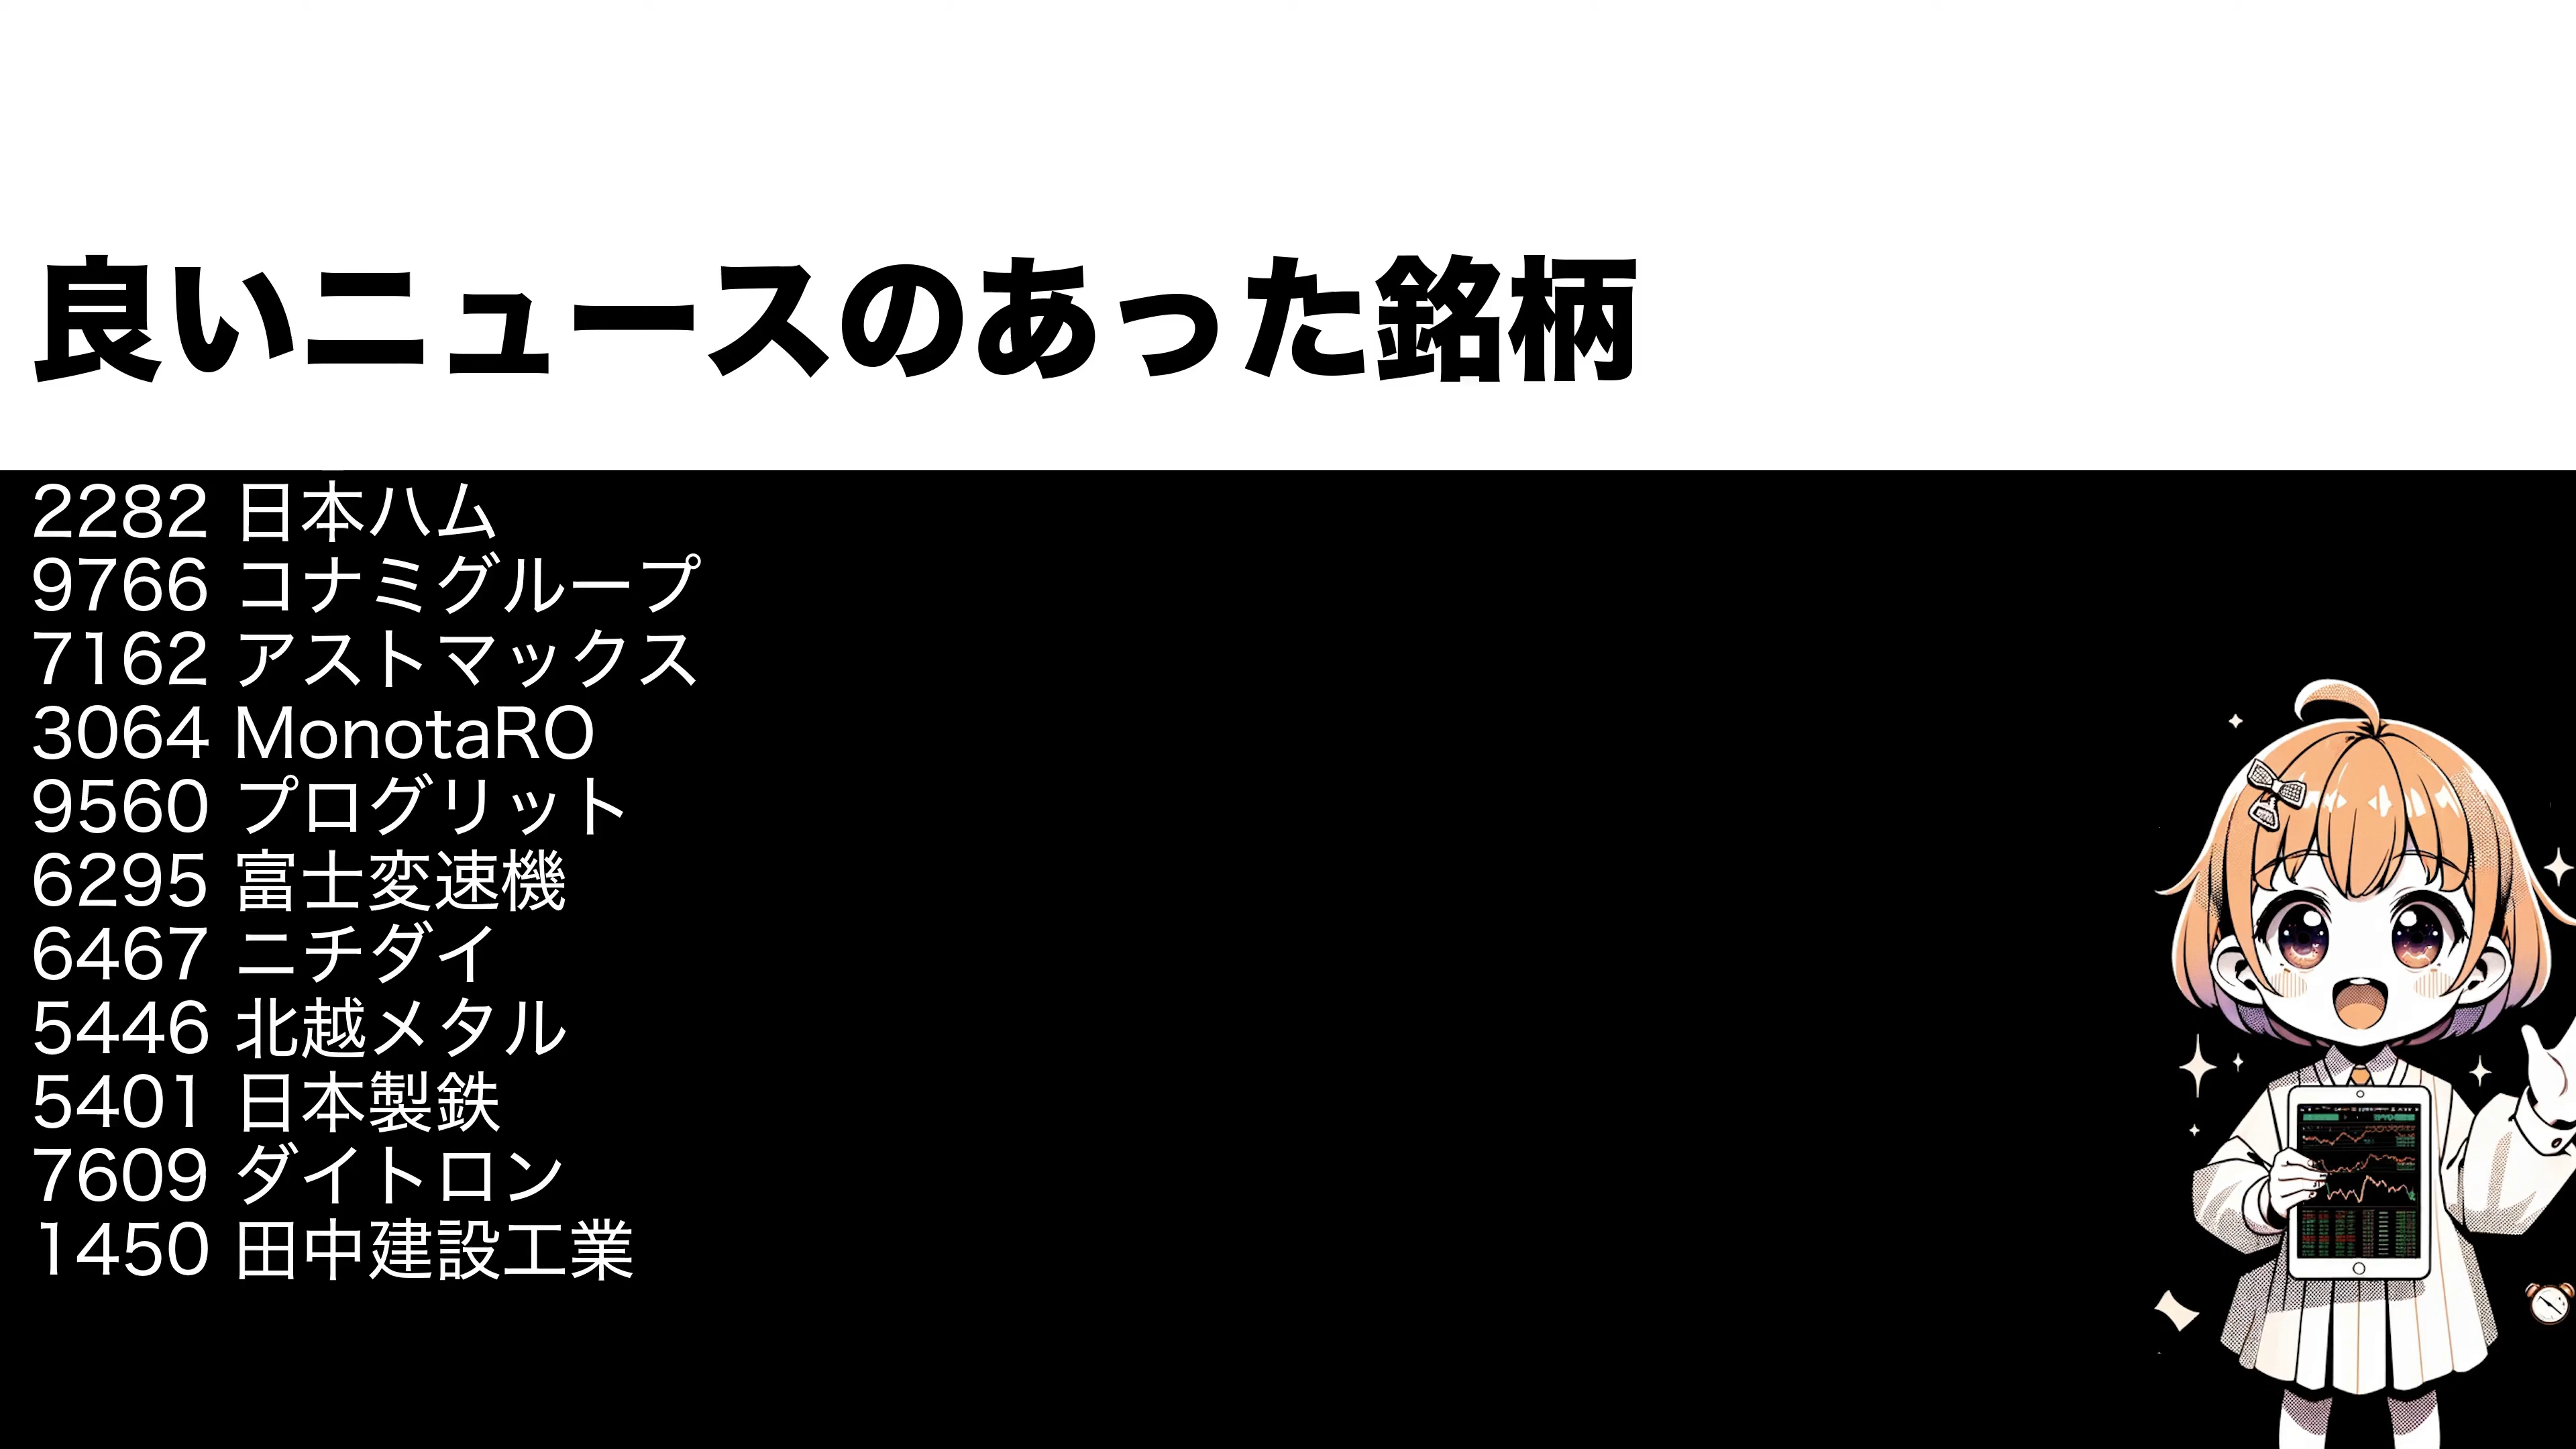 良いニュースのあった銘柄
2282 日本ハム
9766 コナミグループ
7162 アストマックス
3064 MonotaRO
9560 プログリット
6295 富士変速機
6467 ニチダイ
5446 北越メタル
5401 日本製鉄
7609 ダイトロン
1450 田中建設工業